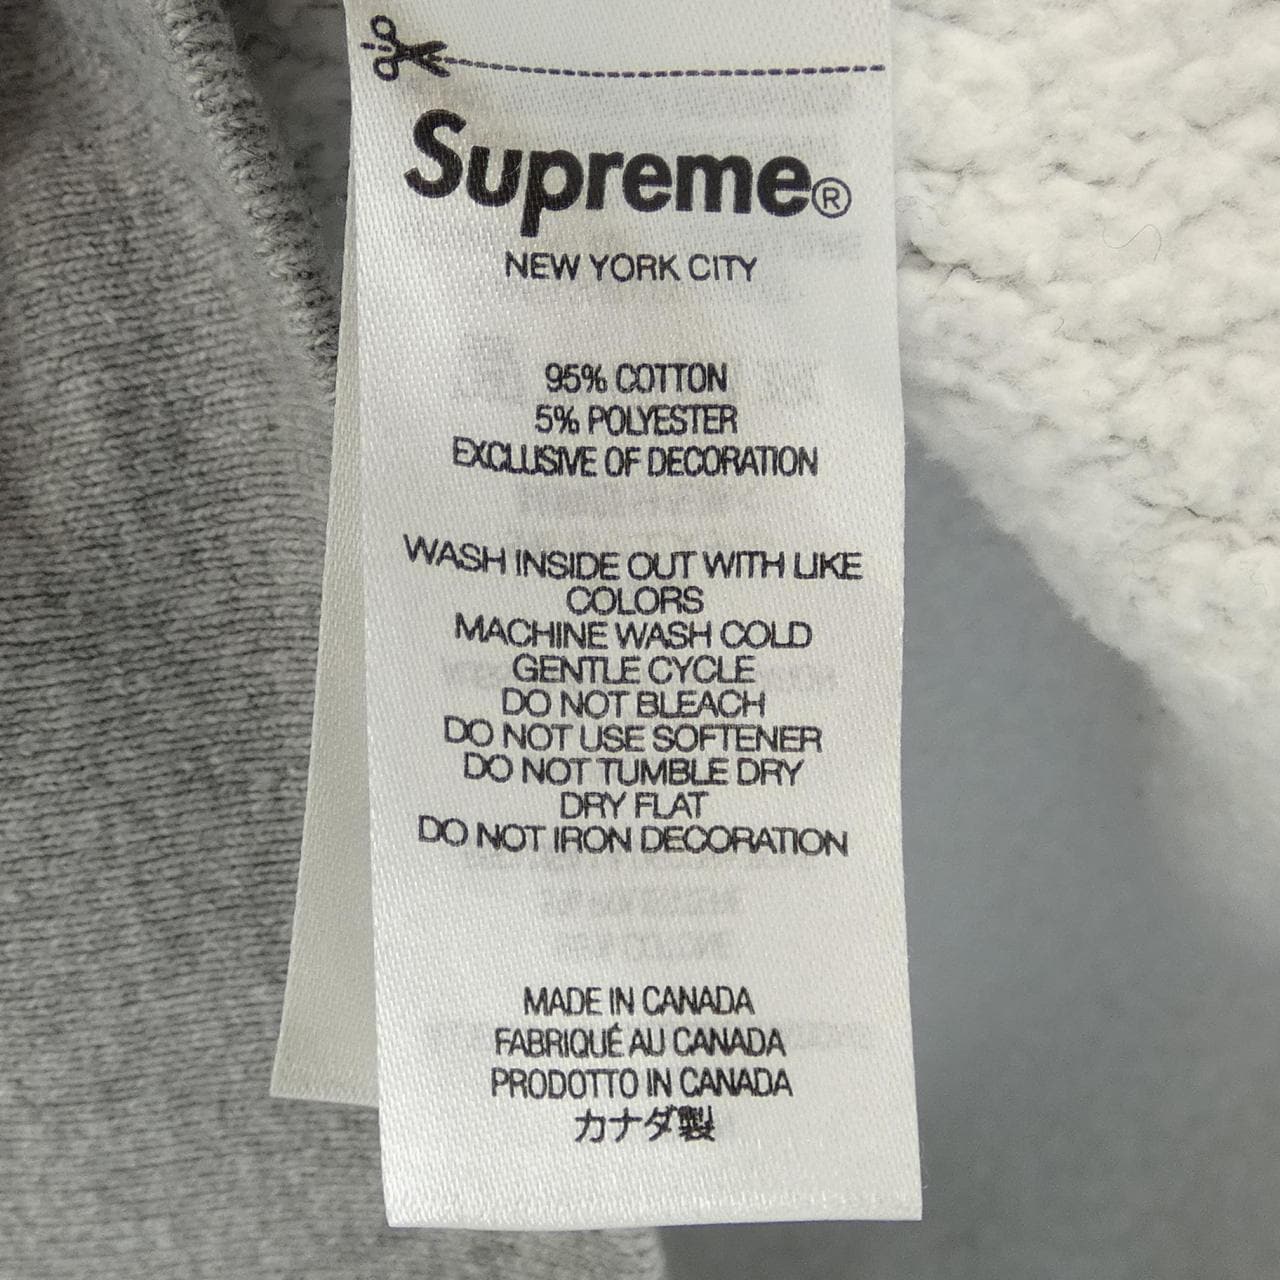 Supreme®
NEW YORK CITY
95% COTTON
5% POLYESTER
EXCLUSIVE OF DECORATION
WASH INSIDE OUT WITH LIKE
COLORS
MACHINE WASH COLD
GENTLE CYCLE
DO NOT BLEACH
DO NOT USE SOFTENER
DO NOT TUMBLE DRY
DRY FLAT
DO NOT IRON DECORATION
MADE IN CANADA
FABRIQUÉ AU CANADA
PRODOTTO IN CANADA
カナダ製